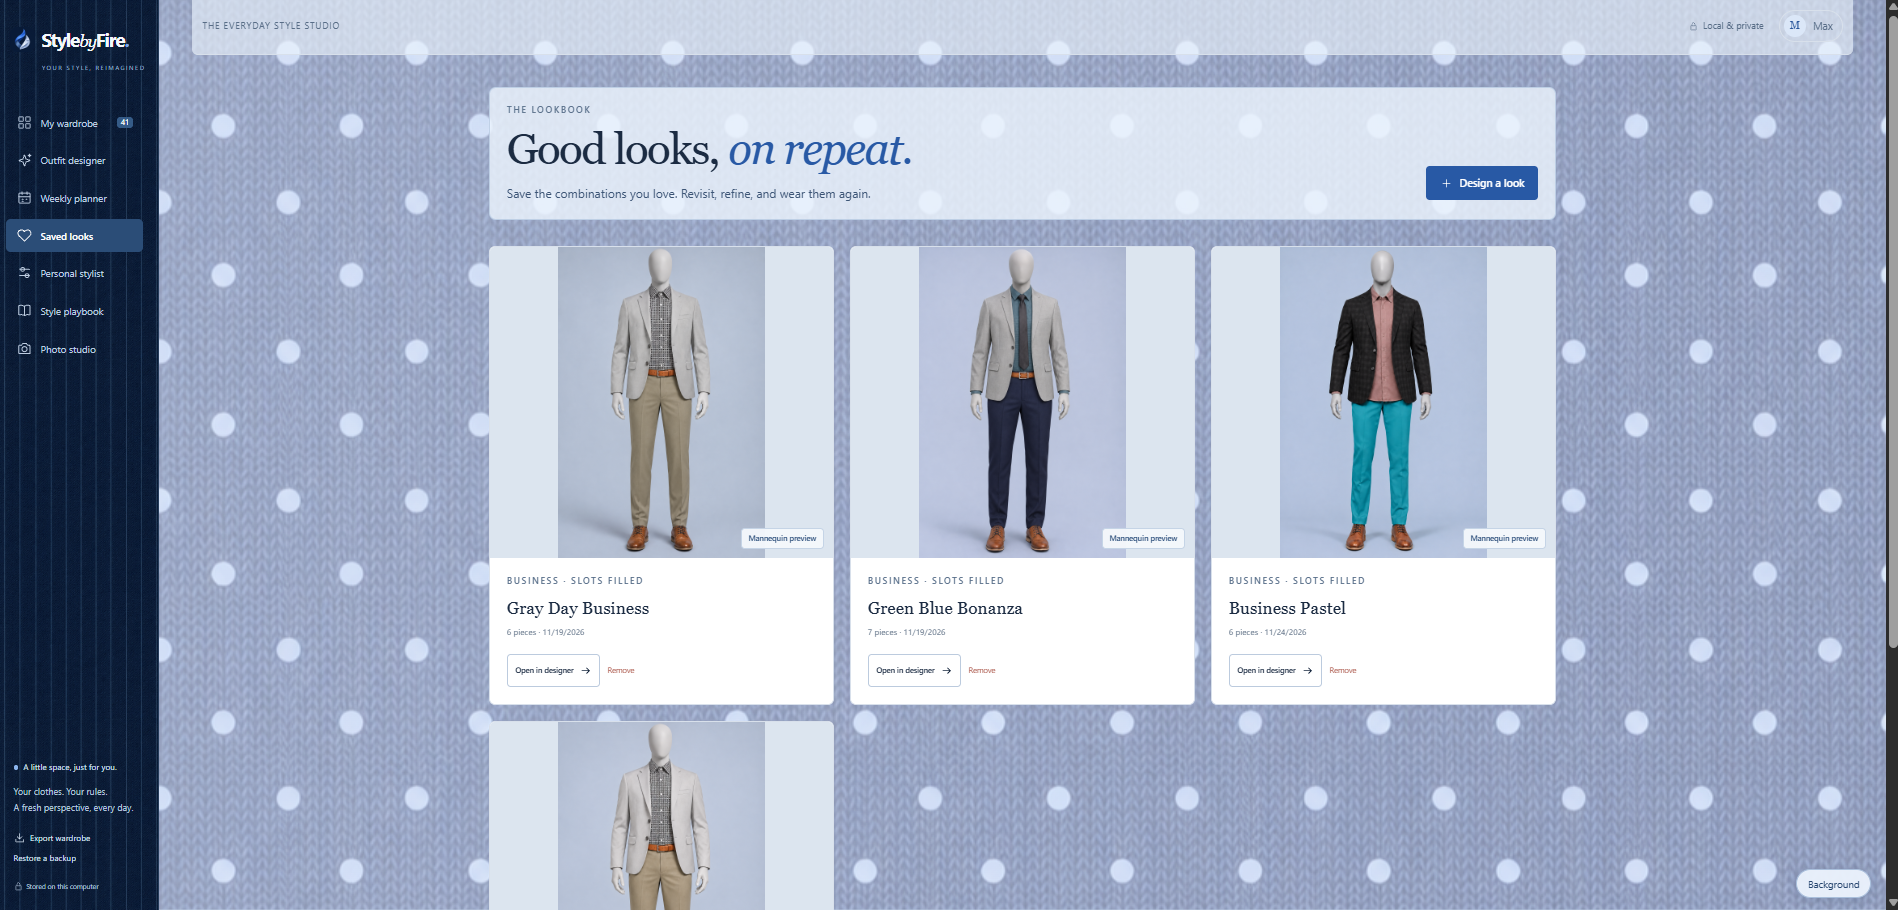 StylebyFire.
YOUR STYLE, REIMAGINED
My wardrobe 41
Outfit designer
Weekly planner
Saved looks
Personal stylist
Style playbook
Photo studio
A little space, just for you.
Your clothes. Your rules.
A fresh perspective, every day.
Export wardrobe
Restore a backup
Stored on this computer
THE EVERYDAY STYLE STUDIO
Local & private
M Max
THE LOOKBOOK
Good looks, on repeat.
Save the combinations you love. Revisit, refine, and wear them again.
+ Design a look
Mannequin preview
BUSINESS · SLOTS FILLED
Gray Day Business
6 pieces · 11/19/2026
Open in designer →
Remove
Mannequin preview
BUSINESS · SLOTS FILLED
Green Blue Bonanza
7 pieces · 11/19/2026
Open in designer →
Remove
Mannequin preview
BUSINESS · SLOTS FILLED
Business Pastel
6 pieces · 11/24/2026
Open in designer →
Remove
Background